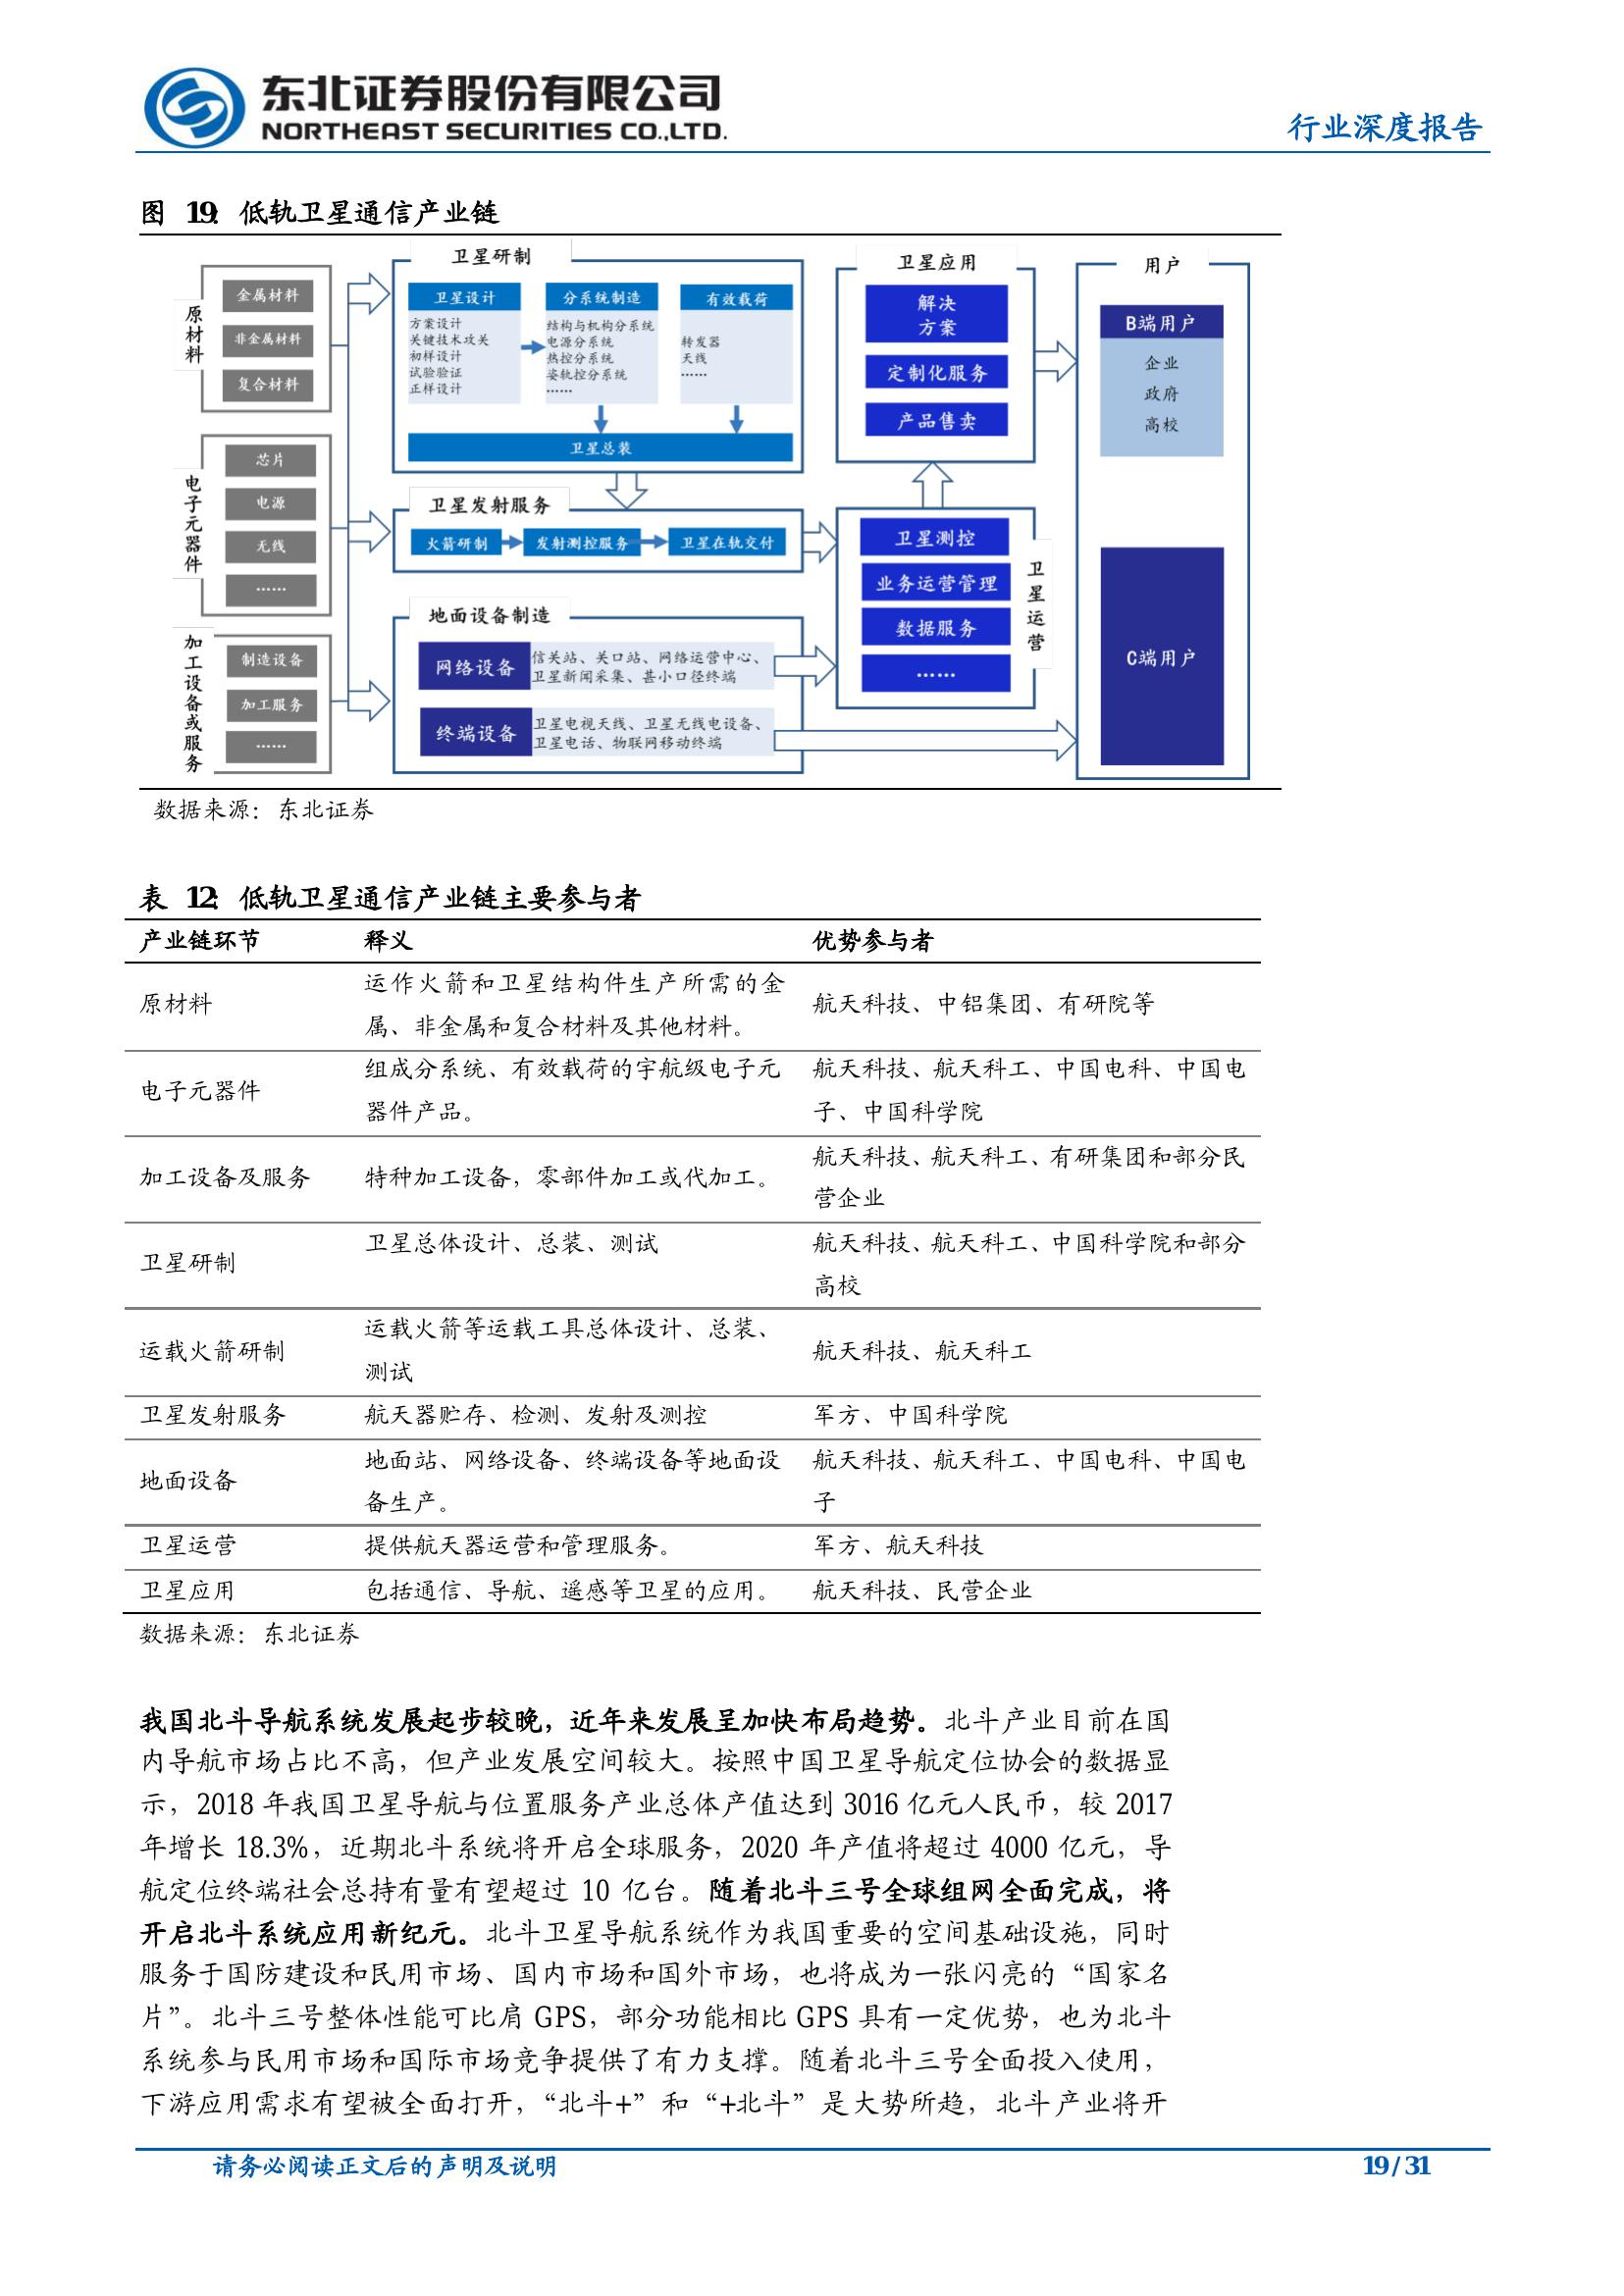 东北证券股份有限公司
NORTHEAST SECURITIES CO.,LTD.
行业深度报告
图 19: 低轨卫星通信产业链
原材料
金属材料
非金属材料
复合材料
电子元器件
芯片
电源
无线
……
加工设备或服务
制造设备
加工服务
……
卫星研制
卫星设计
方案设计
关键技术攻关
初样设计
试验验证
正样设计
分系统制造
结构与机构分系统
电源分系统
热控分系统
姿轨控分系统
……
有效载荷
转发器
天线
……
卫星总装
卫星发射服务
火箭研制
发射测控服务
卫星在轨交付
地面设备制造
网络设备
信关站、关口站、网络运营中心、
卫星新闻采集、甚小口径终端
终端设备
卫星电视天线、卫星无线电设备、
卫星电话、物联网移动终端
卫星应用
解决
方案
定制化服务
产品售卖
卫星测控
业务运营管理
数据服务
……
卫星运营
用户
B端用户
企业
政府
高校
C端用户
数据来源：东北证券
表 12: 低轨卫星通信产业链主要参与者
产业链环节 释义 优势参与者
原材料
运作火箭和卫星结构件生产所需的金
属、非金属和复合材料及其他材料。
航天科技、中铝集团、有研院等
电子元器件
组成分系统、有效载荷的宇航级电子元
器件产品。
航天科技、航天科工、中国电科、中国电
子、中国科学院
加工设备及服务
特种加工设备，零部件加工或代加工。
航天科技、航天科工、有研集团和部分民
营企业
卫星研制
卫星总体设计、总装、测试
航天科技、航天科工、中国科学院和部分
高校
运载火箭研制
运载火箭等运载工具总体设计、总装、
测试
航天科技、航天科工
卫星发射服务 航天器贮存、检测、发射及测控 军方、中国科学院
地面设备
地面站、网络设备、终端设备等地面设
备生产。
航天科技、航天科工、中国电科、中国电
子
卫星运营 提供航天器运营和管理服务。 军方、航天科技
卫星应用 包括通信、导航、遥感等卫星的应用。 航天科技、民营企业
数据来源：东北证券
我国北斗导航系统发展起步较晚，近年来发展呈加快布局趋势。北斗产业目前在国
内导航市场占比不高，但产业发展空间较大。按照中国卫星导航定位协会的数据显
示，2018 年我国卫星导航与位置服务产业总体产值达到 3016 亿元人民币，较 2017
年增长 18.3%，近期北斗系统将开启全球服务，2020 年产值将超过 4000 亿元，导
航定位终端社会总持有量有望超过 10 亿台。随着北斗三号全球组网全面完成，将
开启北斗系统应用新纪元。北斗卫星导航系统作为我国重要的空间基础设施，同时
服务于国防建设和民用市场、国内市场和国外市场，也将成为一张闪亮的“国家名
片”。北斗三号整体性能可比肩 GPS，部分功能相比 GPS 具有一定优势，也为北斗
系统参与民用市场和国际市场竞争提供了有力支撑。随着北斗三号全面投入使用，
下游应用需求有望被全面打开，“北斗+”和“+北斗”是大势所趋，北斗产业将开
请务必阅读正文后的声明及说明
19 / 31